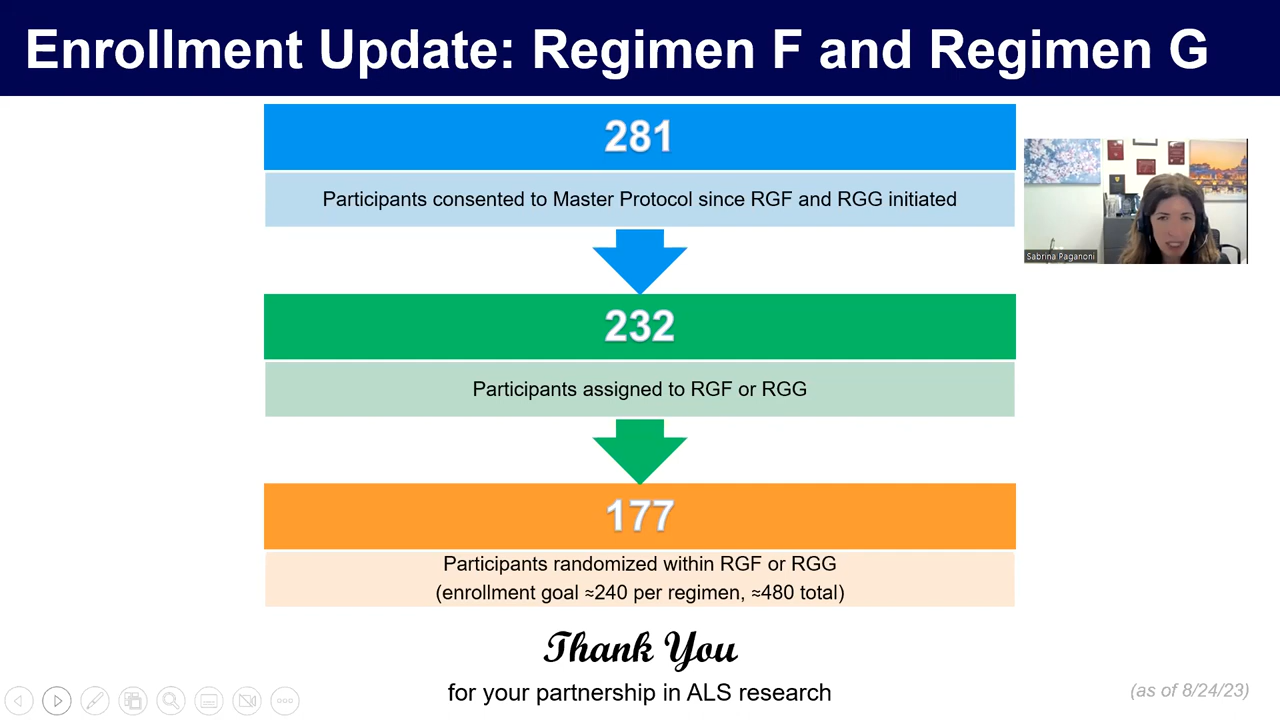 Enrollment Update: Regimen F and Regimen G
281
Participants consented to Master Protocol since RGF and RGG initiated
Sabrina Paganoni
232
Participants assigned to RGF or RGG
177
Participants randomized within RGF or RGG
(enrollment goal ≈240 per regimen, ≈480 total)
Thank You
for your partnership in ALS research
(as of 8/24/23)